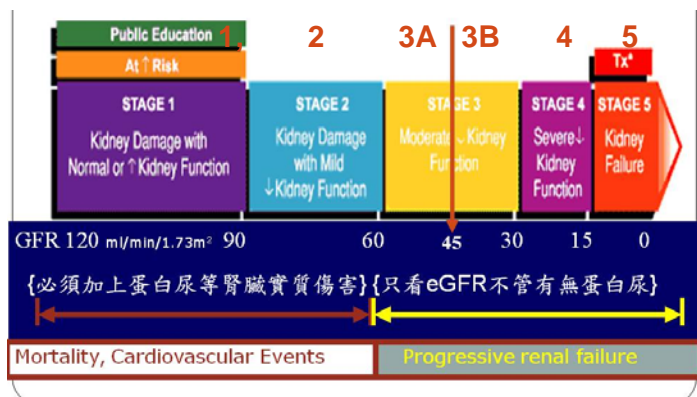 Public Education
1, 2 3A 3B 4 5
At ↑ Risk
Tx*
STAGE 1
Kidney Damage with
Normal or ↑ Kidney Function
STAGE 2
Kidney Damage
with Mild
↓ Kidney Function
STAGE 3
Moderate ↓ Kidney
Function
STAGE 4
Severe↓
Kidney
Function
STAGE 5
Kidney
Failure
GFR 120 ml/min/1.73m² 90 60 45 30 15 0
{必須加上蛋白尿等腎臟實質傷害}{只看eGFR不管有無蛋白尿}
Mortality, Cardiovascular Events Progressive renal failure